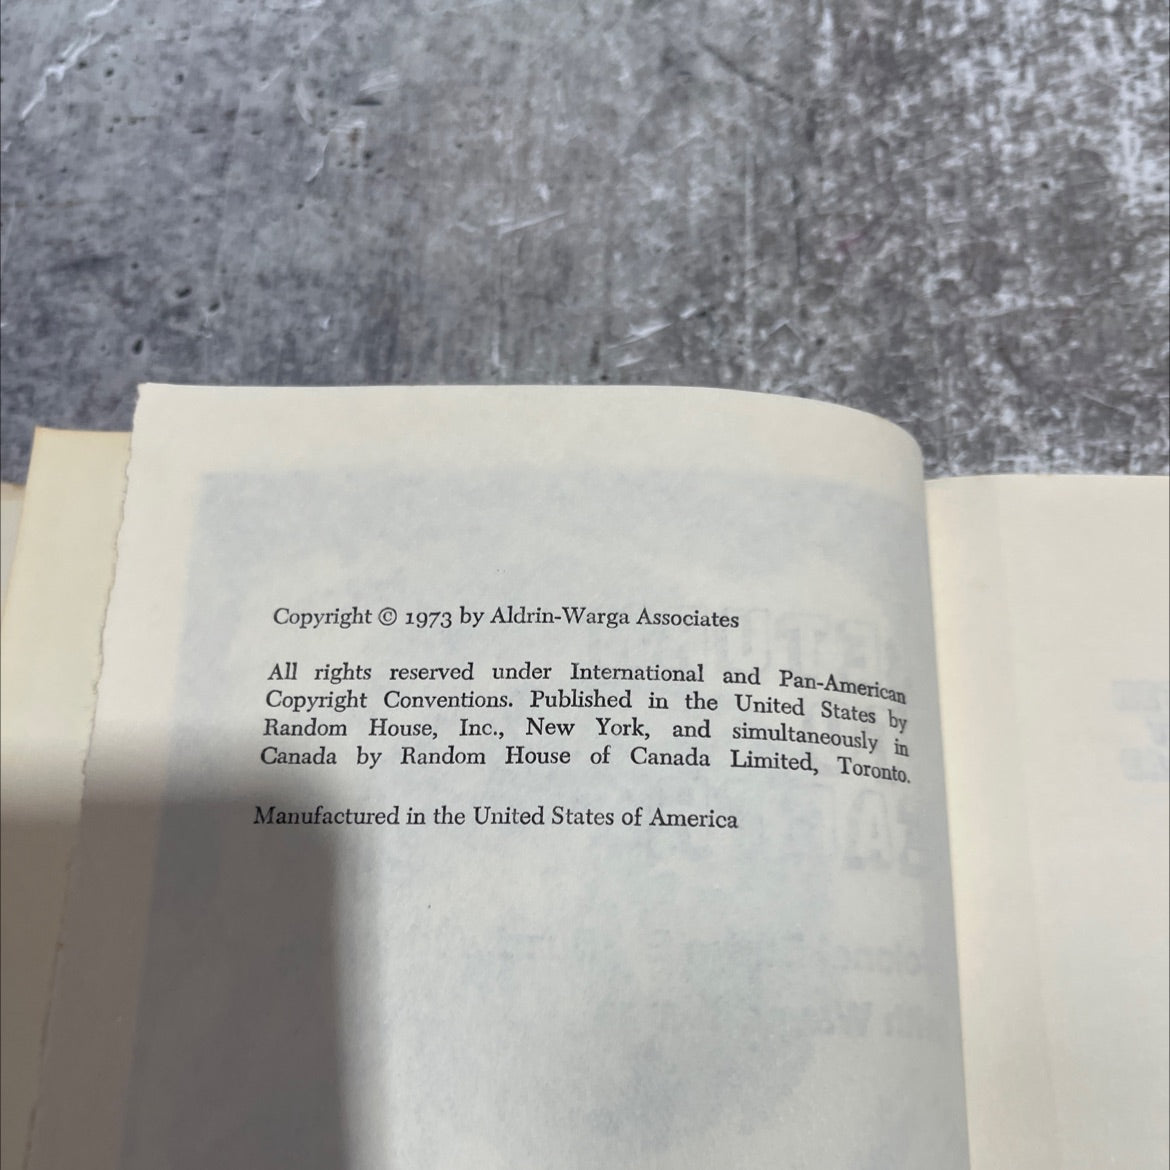 Copyright © 1973 by Aldrin-Warga Associates
All rights reserved under International and Pan-American
Copyright Conventions. Published in the United States by
Random House, Inc., New York, and simultaneously in
Canada by Random House of Canada Limited, Toronto.
Manufactured in the United States of America